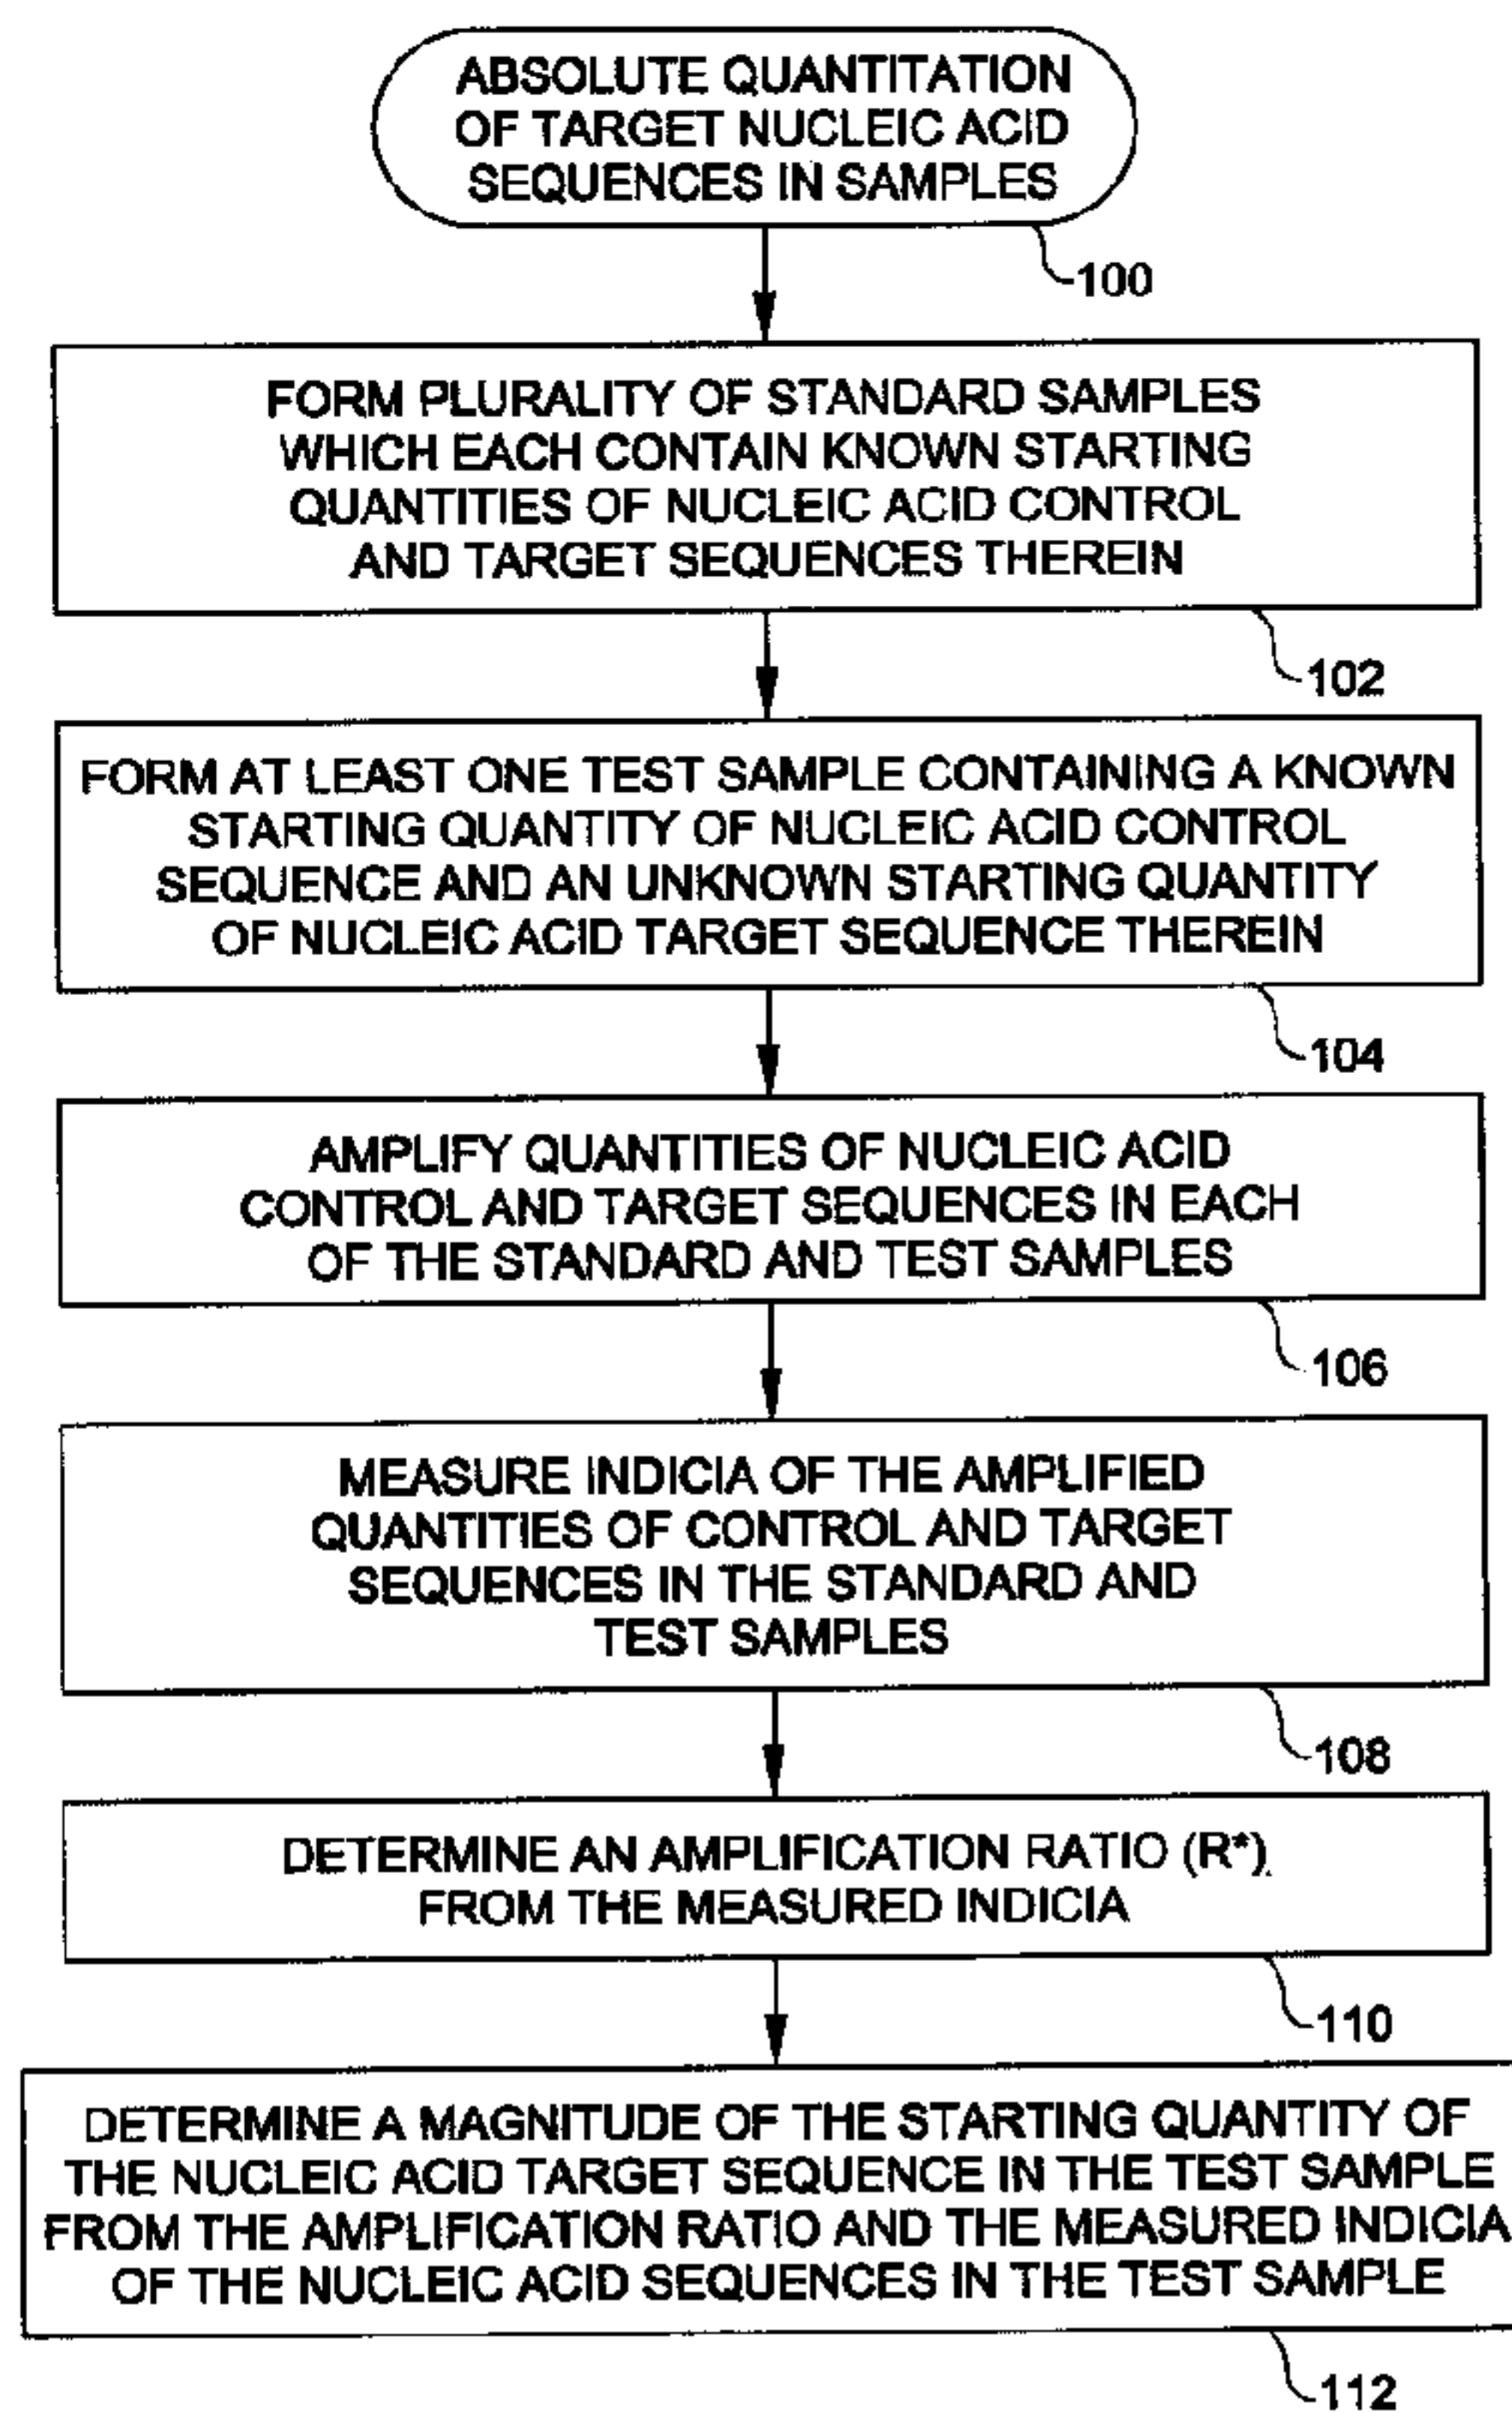 ABSOLUTE QUANTITATION
OF TARGET NUCLEIC ACID
SEQUENCES IN SAMPLES
100
FORM PLURALITY OF STANDARD SAMPLES
WHICH EACH CONTAIN KNOWN STARTING
QUANTITIES OF NUCLEIC ACID CONTROL
AND TARGET SEQUENCES THEREIN
102
FORM AT LEAST ONE TEST SAMPLE CONTAINING A KNOWN
STARTING QUANTITY OF NUCLEIC ACID CONTROL
SEQUENCE AND AN UNKNOWN STARTING QUANTITY
OF NUCLEIC ACID TARGET SEQUENCE THEREIN
104
AMPLIFY QUANTITIES OF NUCLEIC ACID
CONTROL AND TARGET SEQUENCES IN EACH
OF THE STANDARD AND TEST SAMPLES
106
MEASURE INDICIA OF THE AMPLIFIED
QUANTITIES OF CONTROL AND TARGET
SEQUENCES IN THE STANDARD AND
TEST SAMPLES
108
DETERMINE AN AMPLIFICATION RATIO (R*)
FROM THE MEASURED INDICIA
110
DETERMINE A MAGNITUDE OF THE STARTING QUANTITY OF
THE NUCLEIC ACID TARGET SEQUENCE IN THE TEST SAMPLE
FROM THE AMPLIFICATION RATIO AND THE MEASURED INDICIA
OF THE NUCLEIC ACID SEQUENCES IN THE TEST SAMPLE
112